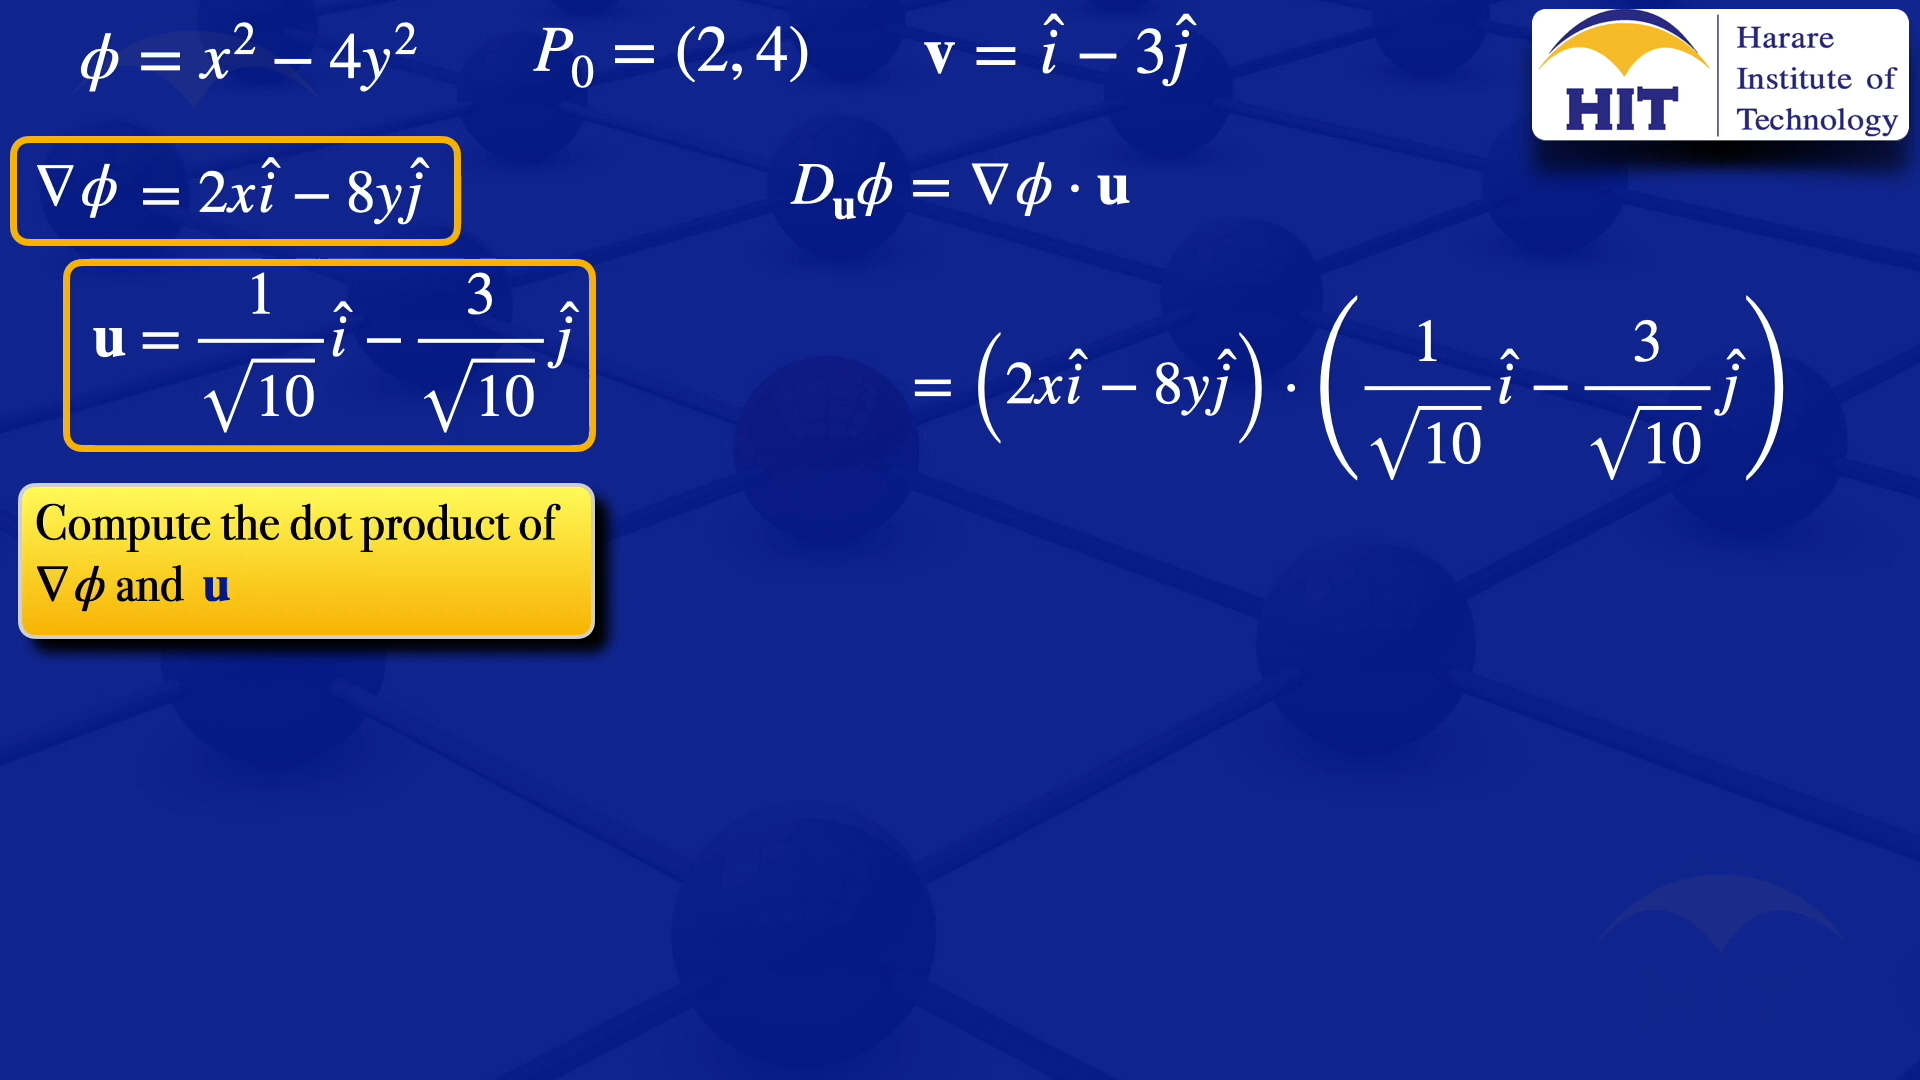 ϕ = x² − 4y² P₀ = (2, 4) v = î − 3ĵ
HIT
Harare
Institute of
Technology
∇ϕ = 2xî − 8yĵ
D_u ϕ = ∇ϕ · u
u = 1/√10 î − 3/√10 ĵ
= (2xî − 8yĵ) · (1/√10 î − 3/√10 ĵ)
Compute the dot product of
∇ϕ and u